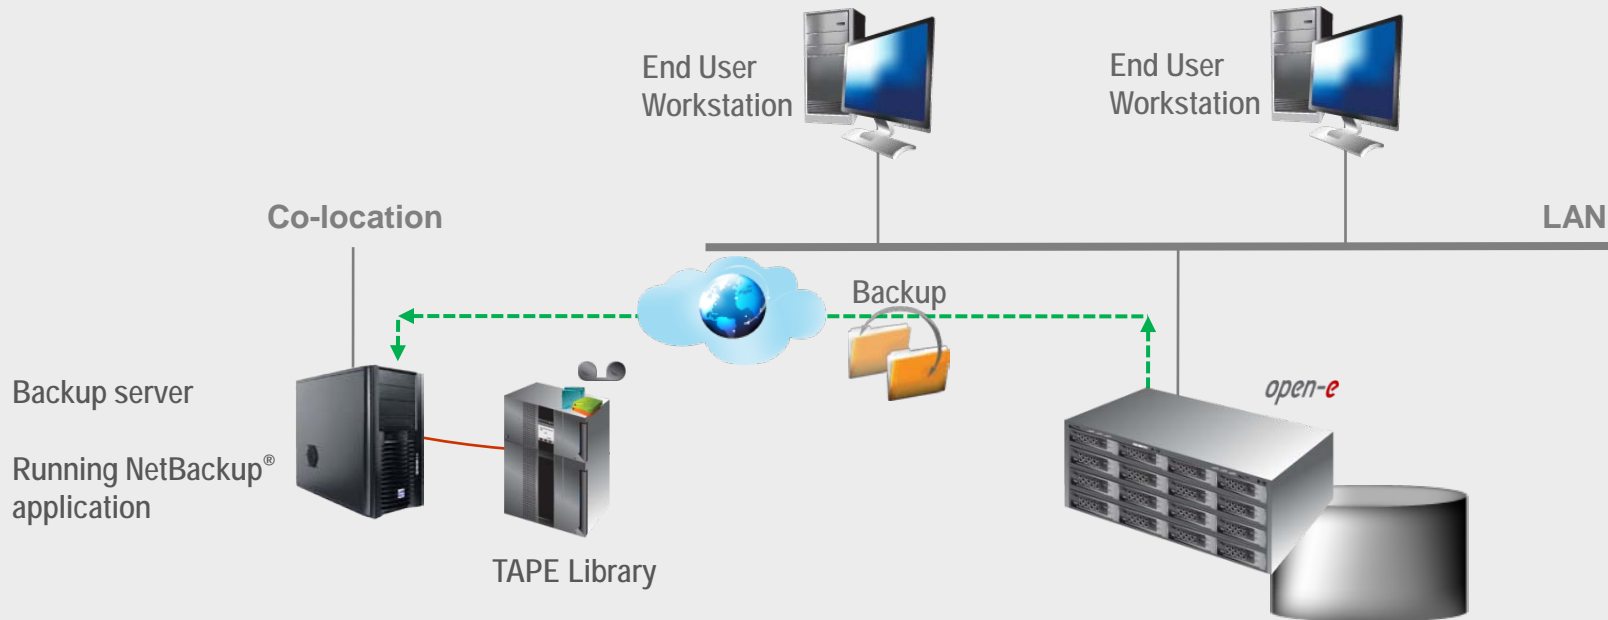 End User
Workstation
End User
Workstation
Co-location
LAN
Backup
Backup server
open-e
Running NetBackup®
application
TAPE Library